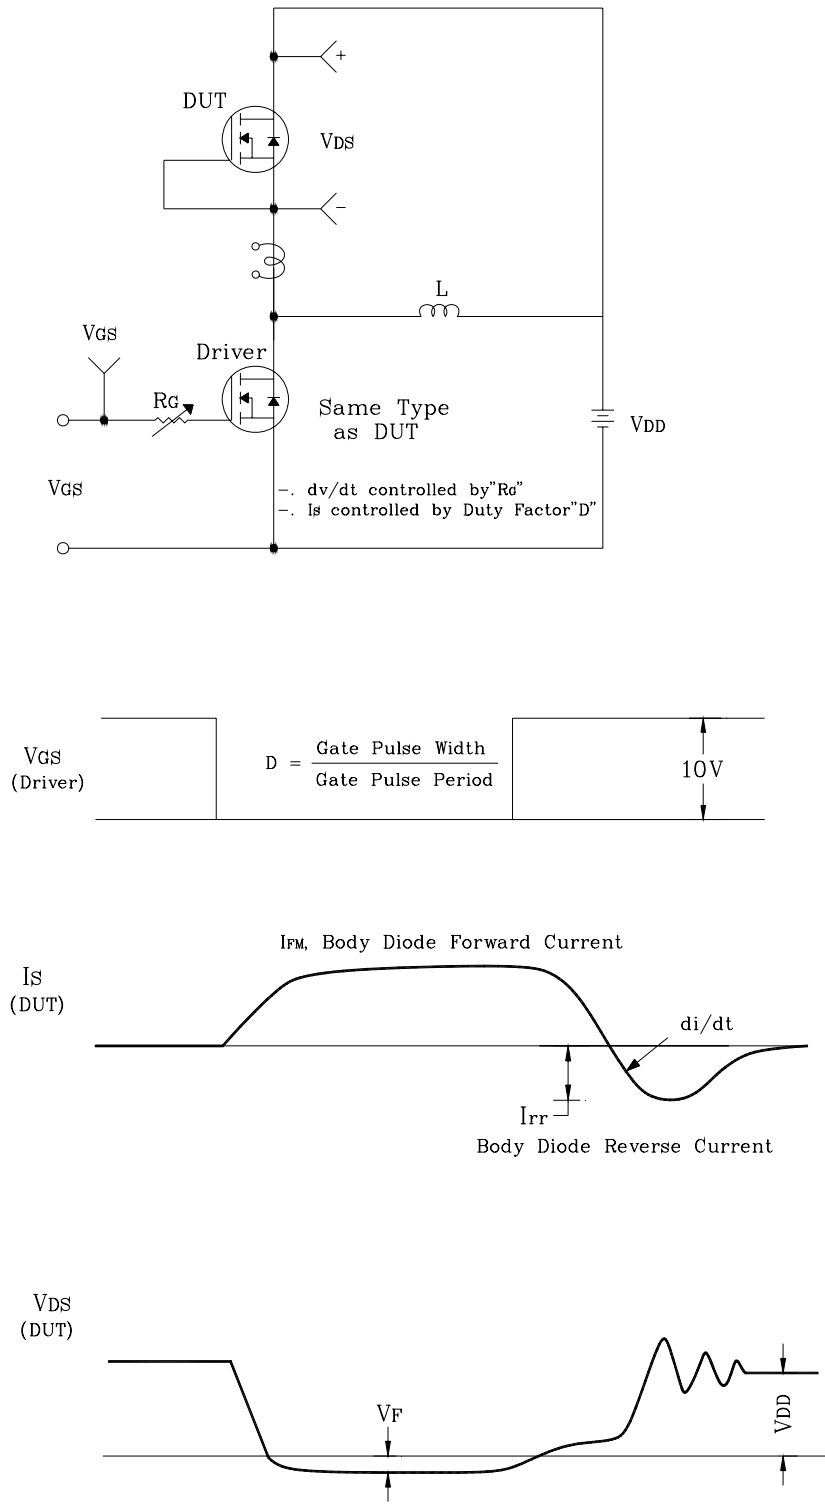 +
DUT
VDS
−
L
VGS
Driver
RG
Same Type
as DUT
VDD
VGS
−. dv/dt controlled by"RG"
−. Is controlled by Duty Factor"D"
VGS
(Driver)
D = Gate Pulse Width
Gate Pulse Period
10V
IFM, Body Diode Forward Current
IS
(DUT)
di/dt
Irr
Body Diode Reverse Current
VDS
(DUT)
VF
VDD